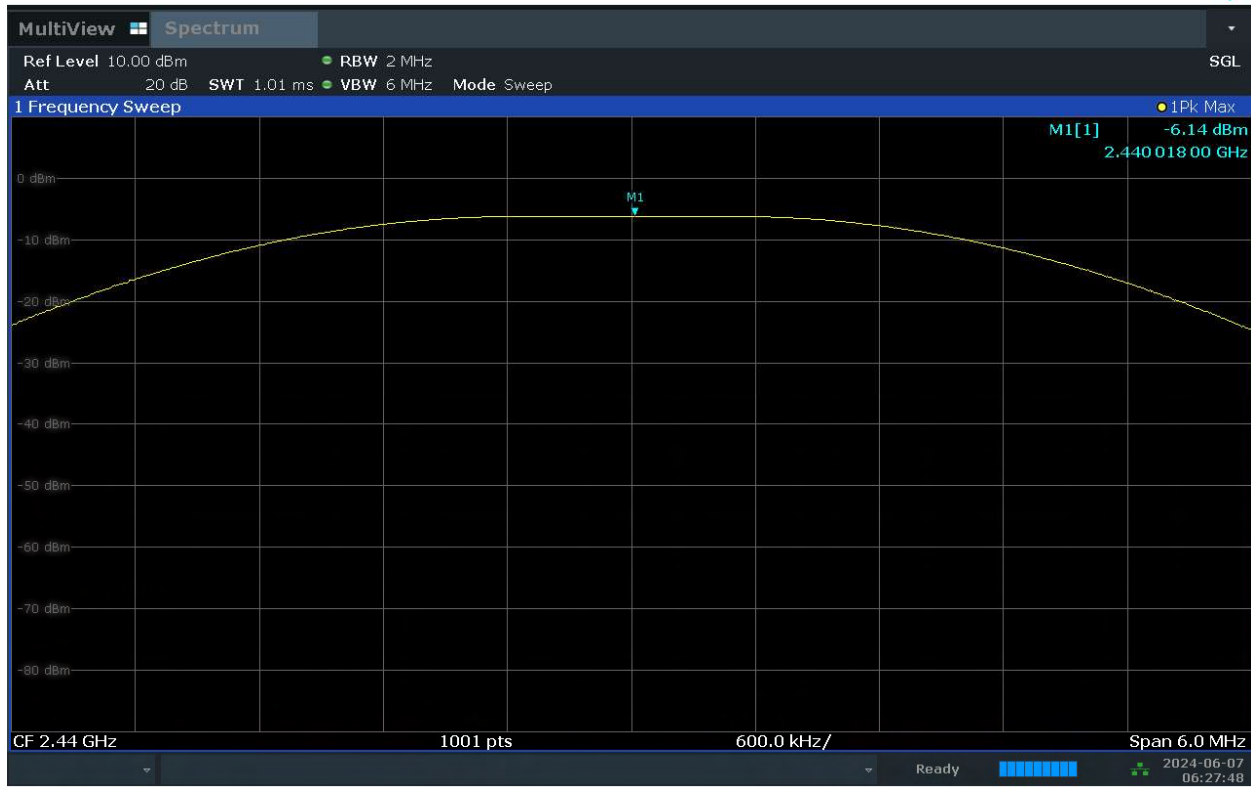 MultiView Spectrum
Ref Level 10.00 dBm RBW 2 MHz SGL
Att 20 dB SWT 1.01 ms VBW 6 MHz Mode Sweep
1 Frequency Sweep 1Pk Max
M1[1] -6.14 dBm
2.440 018 00 GHz
0 dBm
M1
-10 dBm
-20 dBm
-30 dBm
-40 dBm
-50 dBm
-60 dBm
-70 dBm
-80 dBm
CF 2.44 GHz 1001 pts 600.0 kHz/ Span 6.0 MHz
Ready 2024-06-07
06:27:48